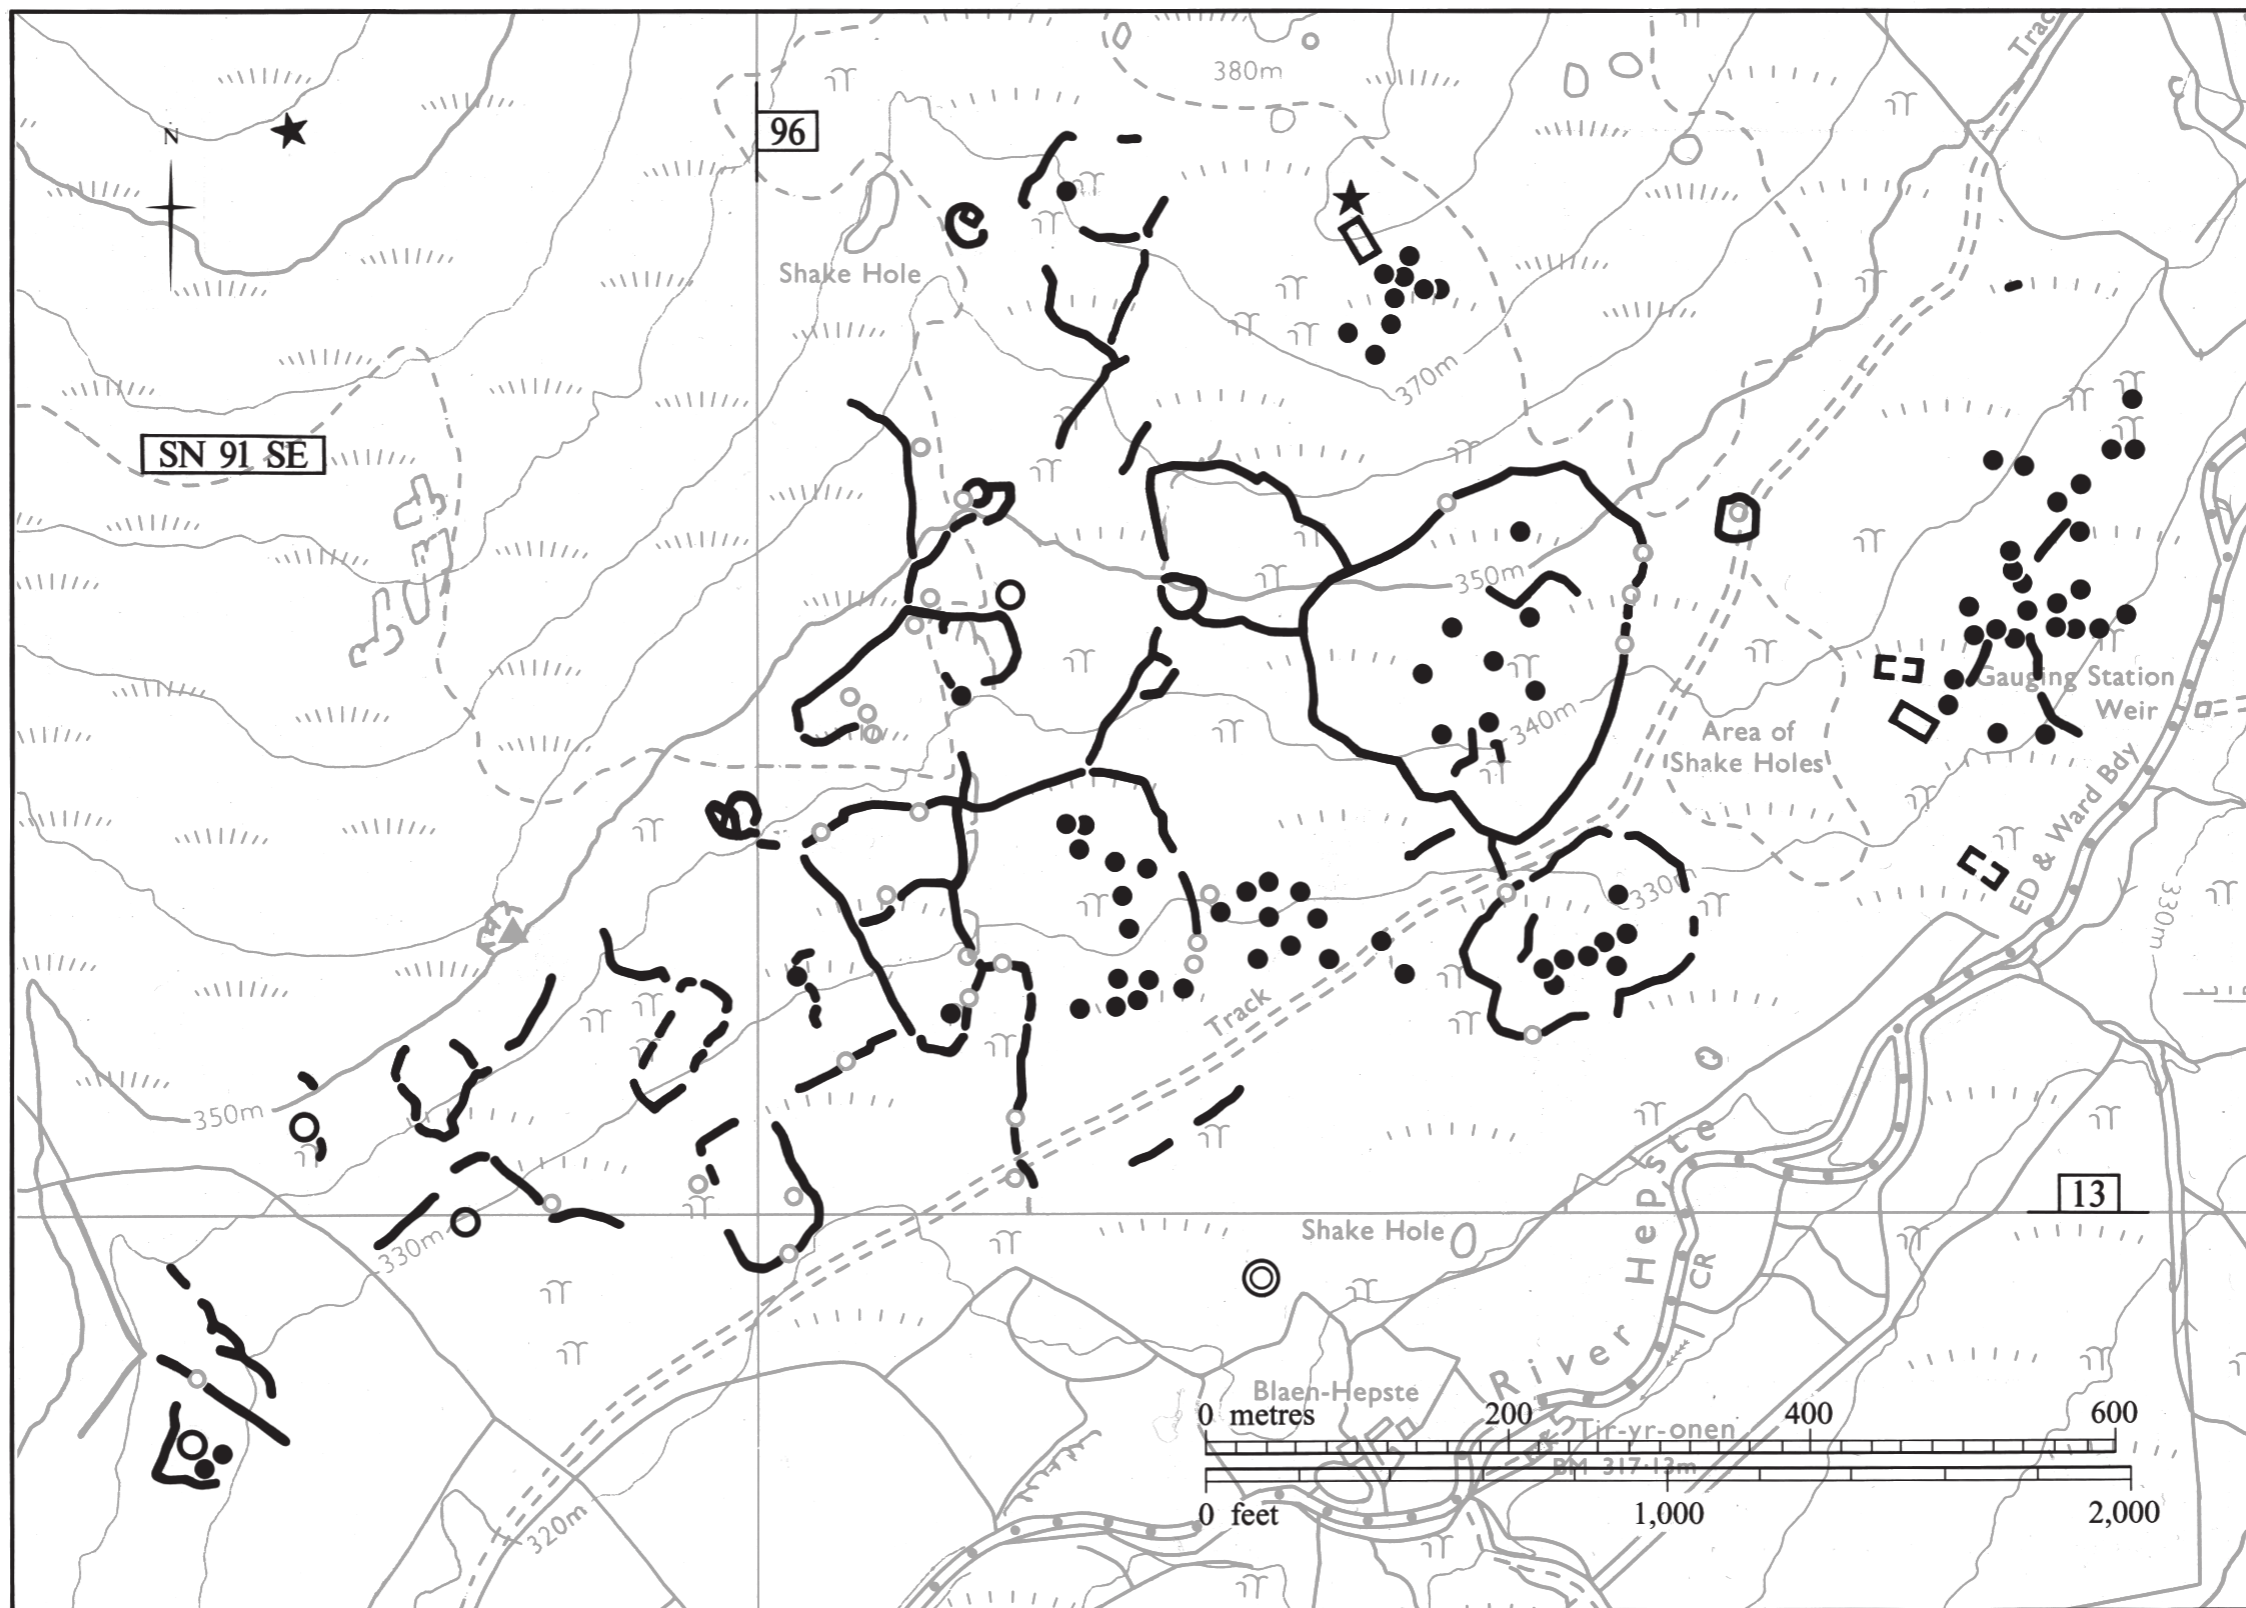 Track
380m
N
96
Shake Hole
370m
SN 91 SE
350m
Gauging Station
Weir
340m
Area of
Shake Holes
ED & Ward Bdy
330m
330m
Track
350m
13
River Hepste
CR
Shake Hole
330m
Blaen-Hepste
0 metres 200 400 600
Tir-yr-onen
BM 317·13m
0 feet 1,000 2,000
320m